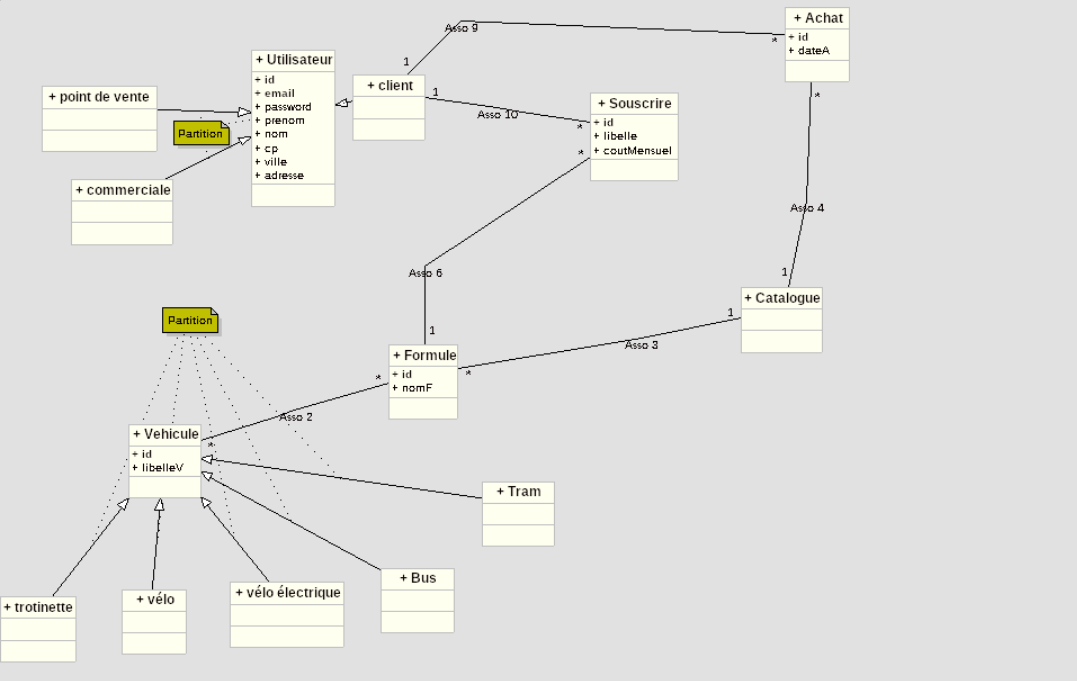 + Achat
+ id
+ dateA
*
Asso 9
1
+ Utilisateur
+ id
+ email
+ password
+ prenom
+ nom
+ cp
+ ville
+ adresse
+ client
1
Asso 10
*
+ point de vente
Partition
+ commerciale
+ Souscrire
+ id
+ libelle
+ coutMensuel
*
*
Asso 4
1
Asso 6
1
+ Catalogue
1
Asso 3
*
Partition
+ Formule
+ id
+ nomF
*
Asso 2
*
+ Vehicule
+ id
+ libelleV
+ Tram
+ Bus
+ vélo électrique
+ vélo
+ trotinette